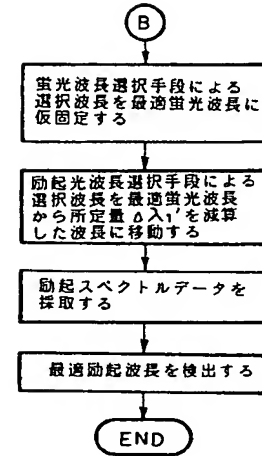 B
蛍光波長選択手段による
選択波長を最適蛍光波長に
仮固定する
励起光波長選択手段による
選択波長を最適蛍光波長
から所定量Δ入₁'を減算
した波長に移動する
励起スペクトルデータを
採取する
最適励起波長を検出する
END